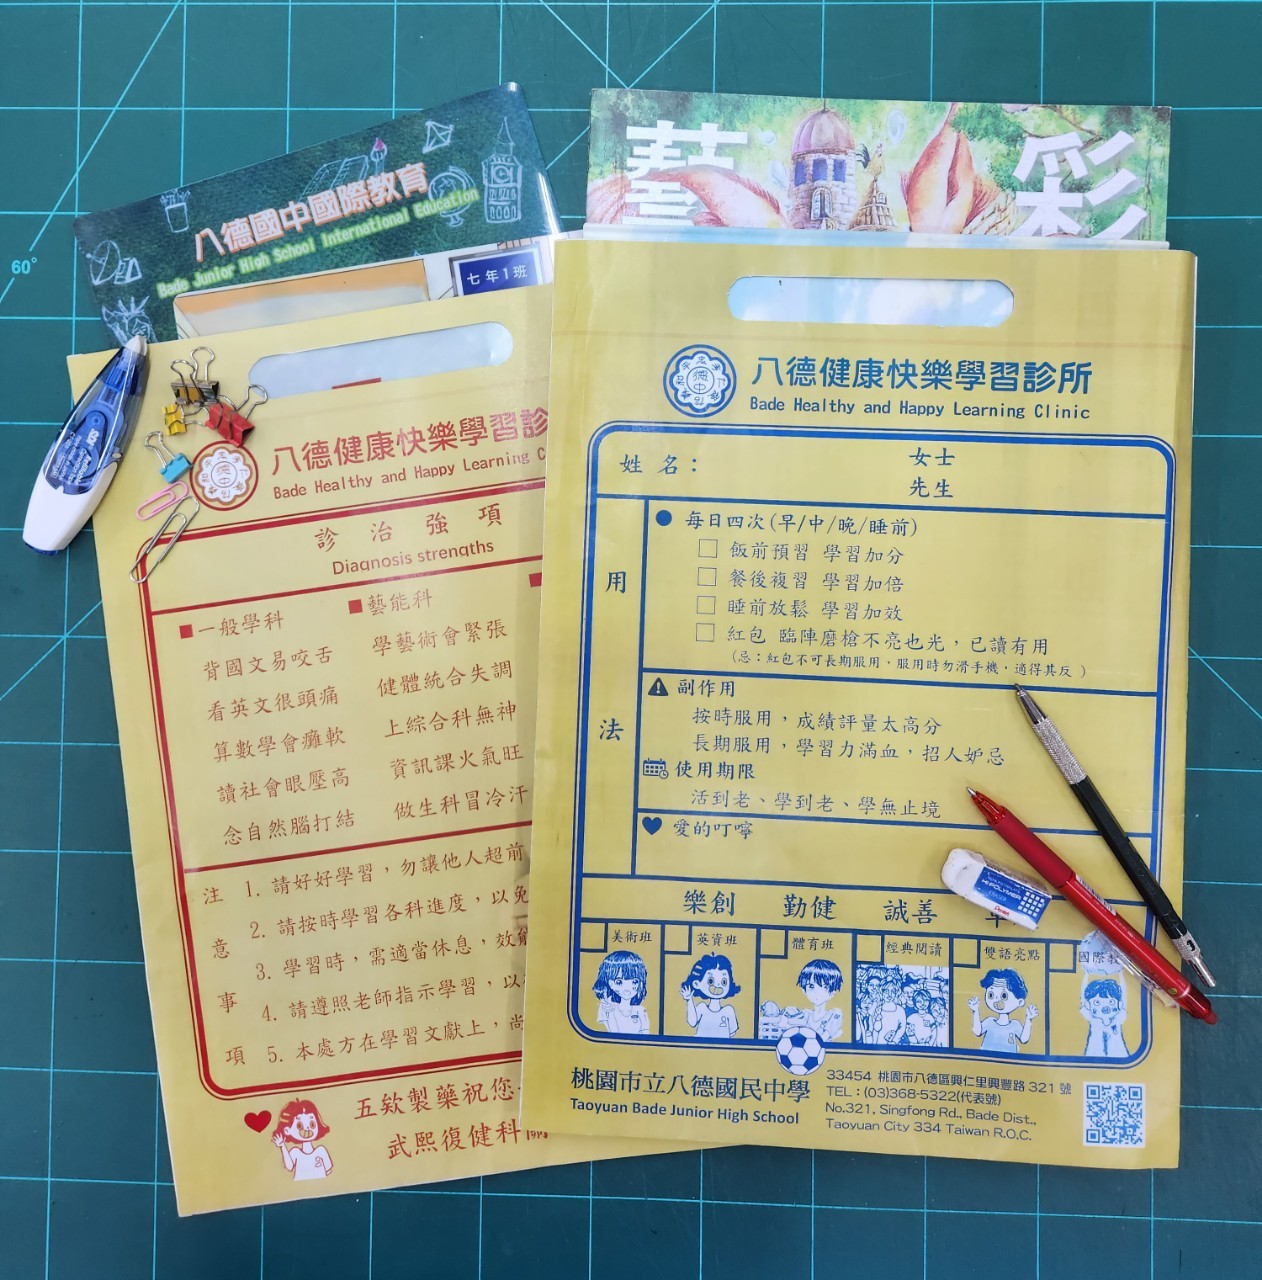 60°
八德國中國際教育
Bade Junior High School International Education
七年1班
藝 彩
八德健康快樂學習診
Bade Healthy and Happy Learning C
診治強項
Diagnosis strengths
■一般學科
背國文易咬舌
看英文很頭痛
算數學會癱軟
讀社會眼壓高
念自然腦打結
■藝能科
學藝術會緊張
健體統合失調
上綜合科無神
資訊課火氣旺
做生科冒冷汗
注意事項
1. 請好好學習，勿讓他人超前
2. 請按時學習各科進度，以免
3. 學習時，需適當休息，效能
4. 請遵照老師指示學習，以
5. 本處方在學習文獻上，尚
五欸製藥祝您
武熙復健科關
八德健康快樂學習診所
Bade Healthy and Happy Learning Clinic
姓名：
女士
先生
用法
●每日四次(早/中/晚/睡前)
□ 飯前預習 學習加分
□ 餐後複習 學習加倍
□ 睡前放鬆 學習加效
□ 紅包 臨陣磨槍不亮也光，已讀有用
(忌：紅包不可長期服用，服用時勿滑手機，適得其反)
副作用
按時服用，成績評量太高分
長期服用，學習力滿血，招人妒忌
使用期限
活到老、學到老、學無止境
愛的叮嚀
樂創 勤健 誠善
美術班 英資班 體育班 經典閱讀 雙語亮點 國際教
桃園市立八德國民中學
Taoyuan Bade Junior High School
33454 桃園市八德區興仁里興豐路 321 號
TEL：(03)368-5322(代表號)
No.321, Singfong Rd., Bade Dist.,
Taoyuan City 334 Taiwan R.O.C.
HI-POLYMER
Pentel